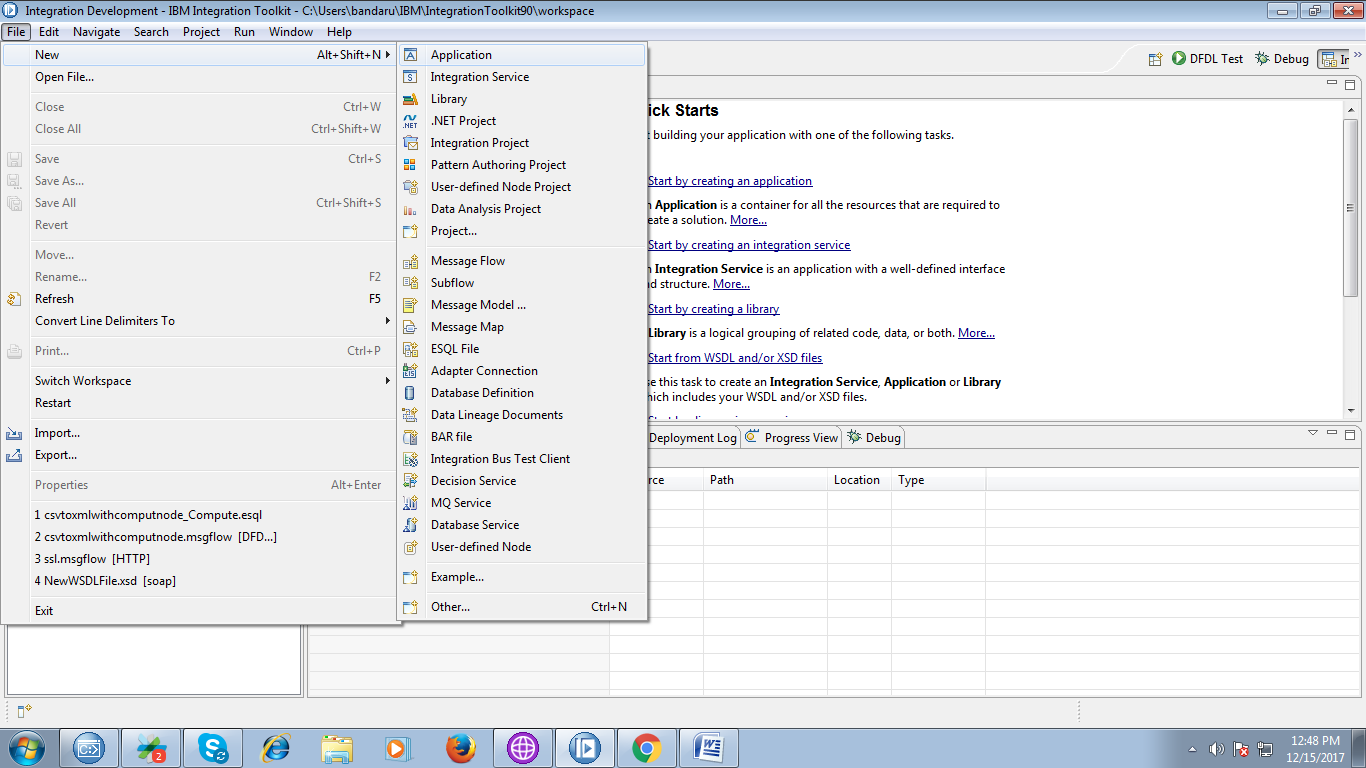 Integration Development - IBM Integration Toolkit - C:\Users\bandaru\IBM\IntegrationToolkit90\workspace
File Edit Navigate Search Project Run Window Help
New Alt+Shift+N
Open File...
Close Ctrl+W
Close All Ctrl+Shift+W
Save Ctrl+S
Save As...
Save All Ctrl+Shift+S
Revert
Move...
Rename... F2
Refresh F5
Convert Line Delimiters To
Print... Ctrl+P
Switch Workspace
Restart
Import...
Export...
Properties Alt+Enter
1 csvtoxmlwithcomputnode_Compute.esql
2 csvtoxmlwithcomputnode.msgflow [DFD...]
3 ssl.msgflow [HTTP]
4 NewWSDLFile.xsd [soap]
Exit
Application
Integration Service
Library
.NET Project
Integration Project
Pattern Authoring Project
User-defined Node Project
Data Analysis Project
Project...
Message Flow
Subflow
Message Model ...
Message Map
ESQL File
Adapter Connection
Database Definition
Data Lineage Documents
BAR file
Integration Bus Test Client
Decision Service
MQ Service
Database Service
User-defined Node
Example...
Other... Ctrl+N
DFDL Test Debug In
ick Starts
t building your application with one of the following tasks.
Start by creating an application
n Application is a container for all the resources that are required to
eate a solution. More...
Start by creating an integration service
n Integration Service is an application with a well-defined interface
nd structure. More...
Start by creating a library
Library is a logical grouping of related code, data, or both. More...
Start from WSDL and/or XSD files
se this task to create an Integration Service, Application or Library
hich includes your WSDL and/or XSD files.
Deployment Log Progress View Debug
rce Path Location Type
2
12:48 PM
12/15/2017